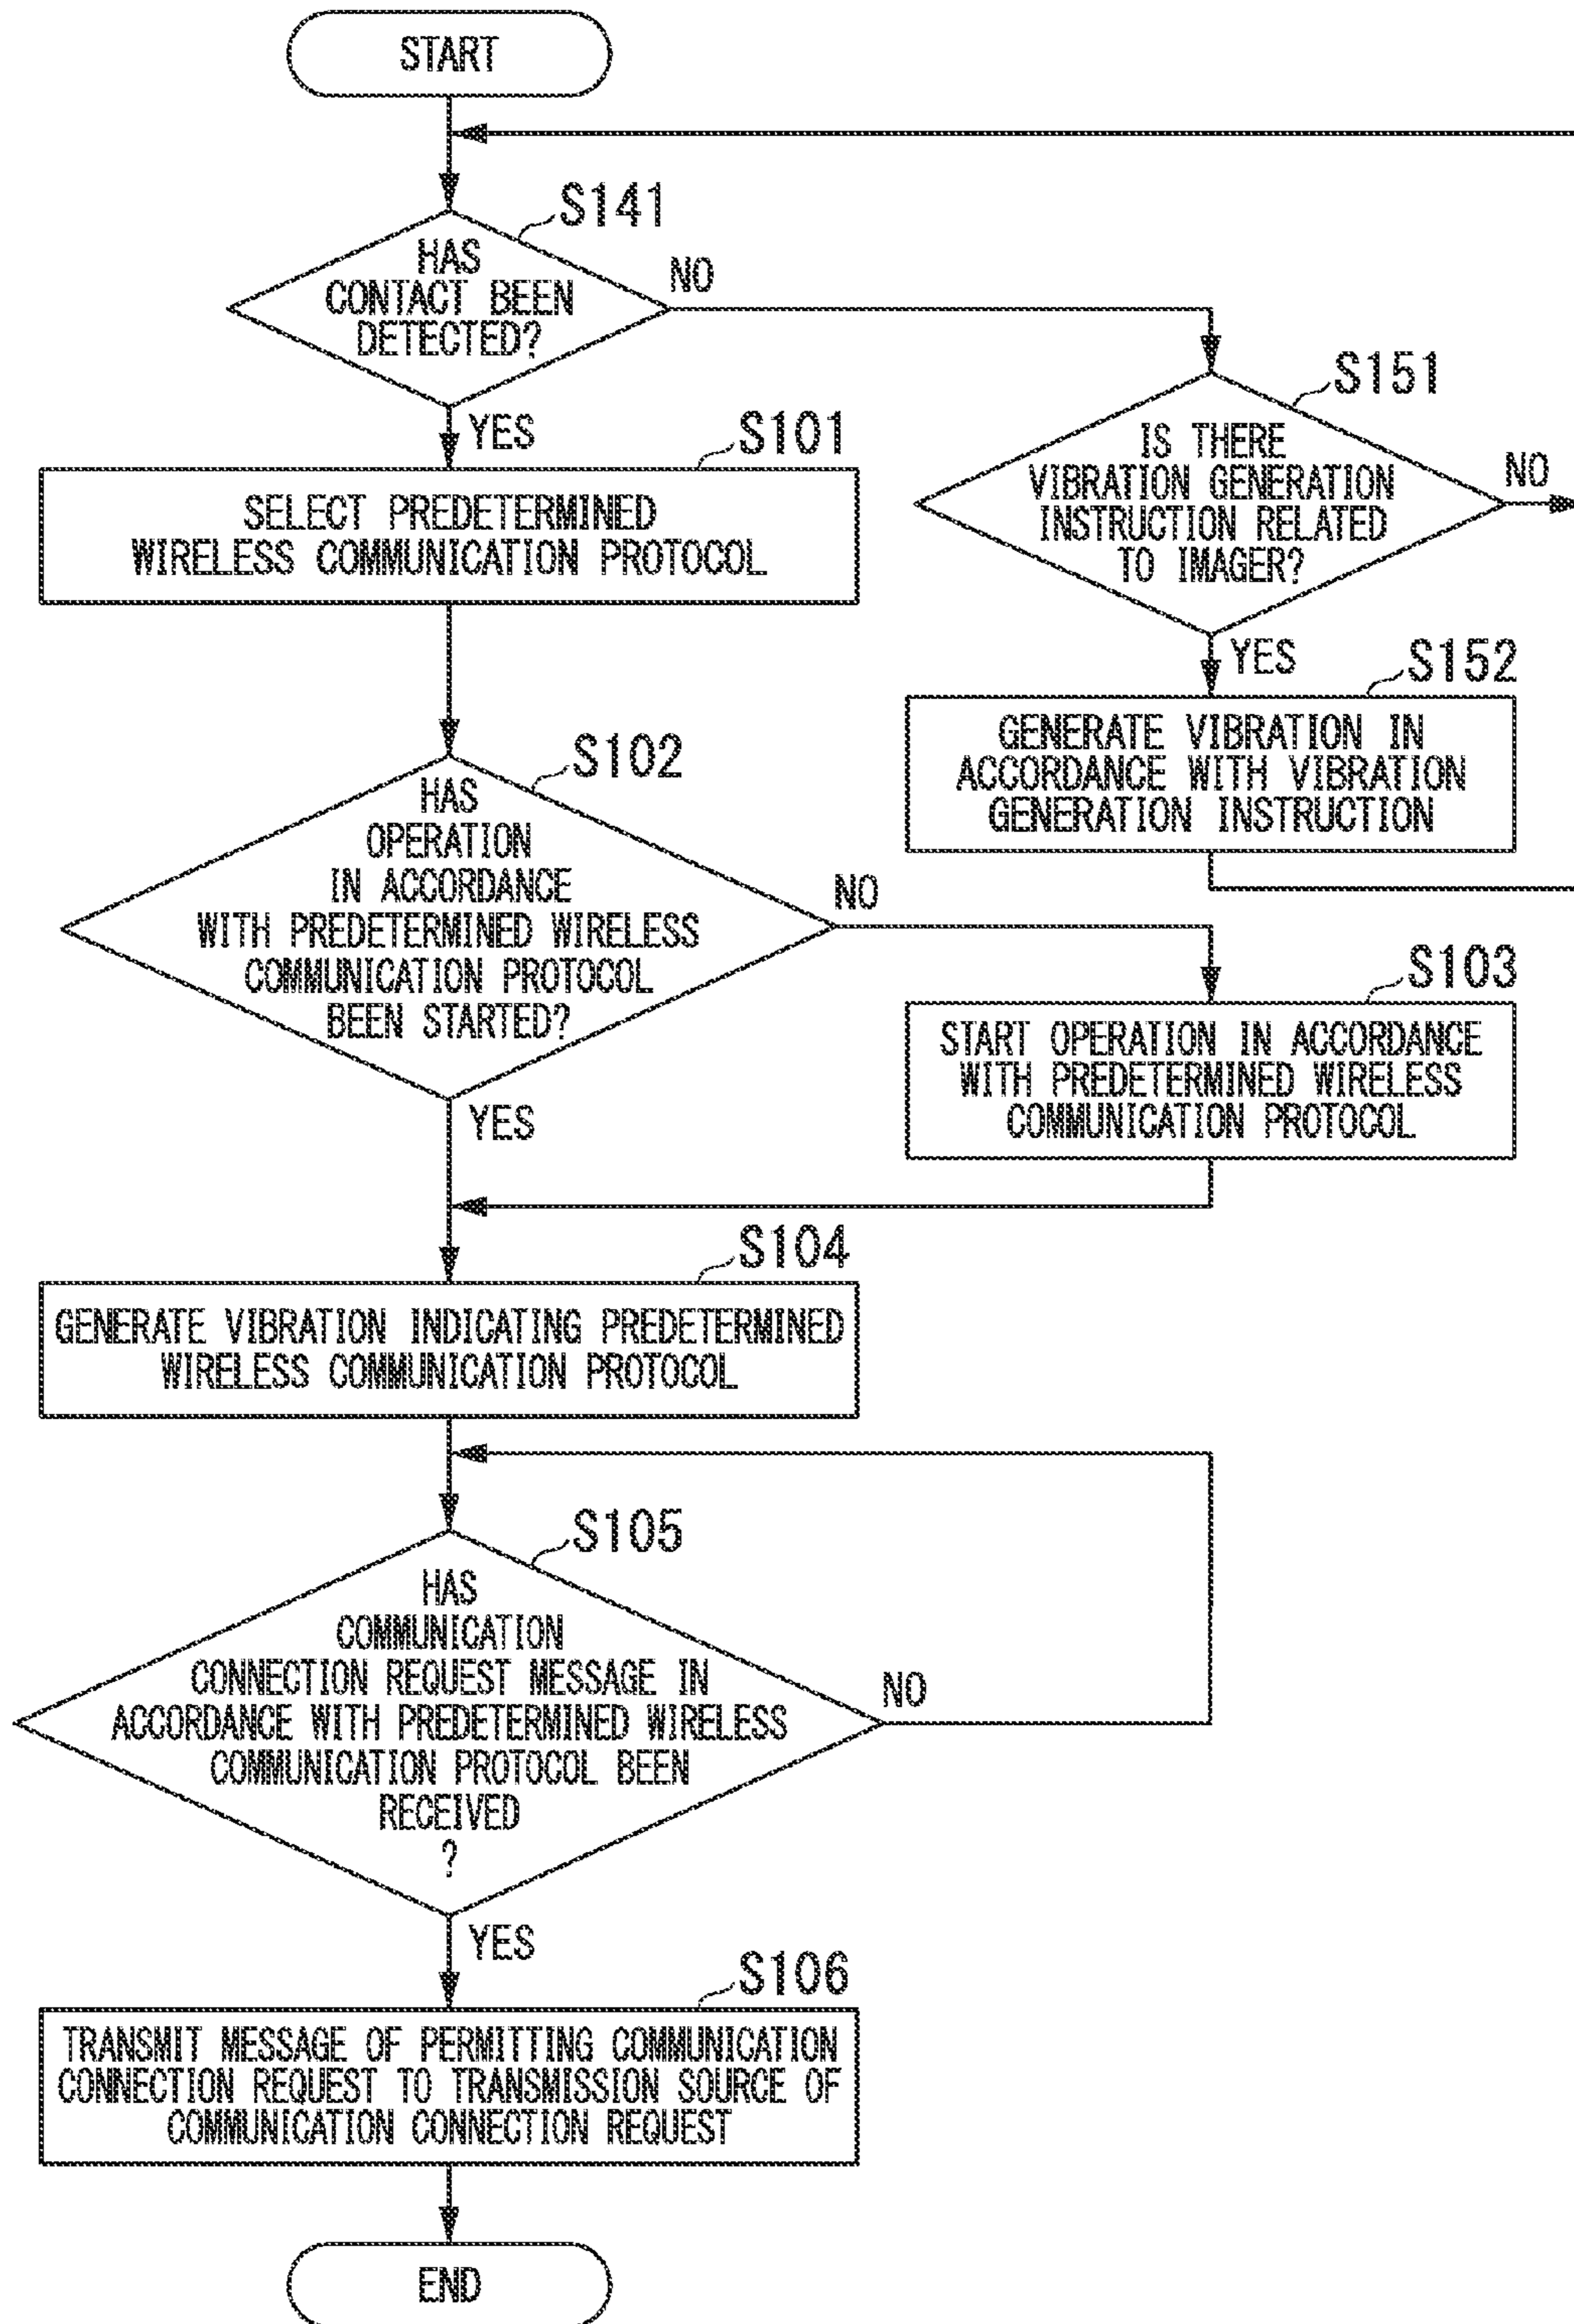 START
S141
HAS
CONTACT BEEN
DETECTED?
NO
YES
S151
IS THERE
VIBRATION GENERATION
INSTRUCTION RELATED
TO IMAGER?
NO
YES
S101
SELECT PREDETERMINED
WIRELESS COMMUNICATION PROTOCOL
S152
GENERATE VIBRATION IN
ACCORDANCE WITH VIBRATION
GENERATION INSTRUCTION
S102
HAS
OPERATION
IN ACCORDANCE
WITH PREDETERMINED WIRELESS
COMMUNICATION PROTOCOL
BEEN STARTED?
NO
YES
S103
START OPERATION IN ACCORDANCE
WITH PREDETERMINED WIRELESS
COMMUNICATION PROTOCOL
S104
GENERATE VIBRATION INDICATING PREDETERMINED
WIRELESS COMMUNICATION PROTOCOL
S105
HAS
COMMUNICATION
CONNECTION REQUEST MESSAGE IN
ACCORDANCE WITH PREDETERMINED WIRELESS
COMMUNICATION PROTOCOL BEEN
RECEIVED
?
NO
YES
S106
TRANSMIT MESSAGE OF PERMITTING COMMUNICATION
CONNECTION REQUEST TO TRANSMISSION SOURCE OF
COMMUNICATION CONNECTION REQUEST
END